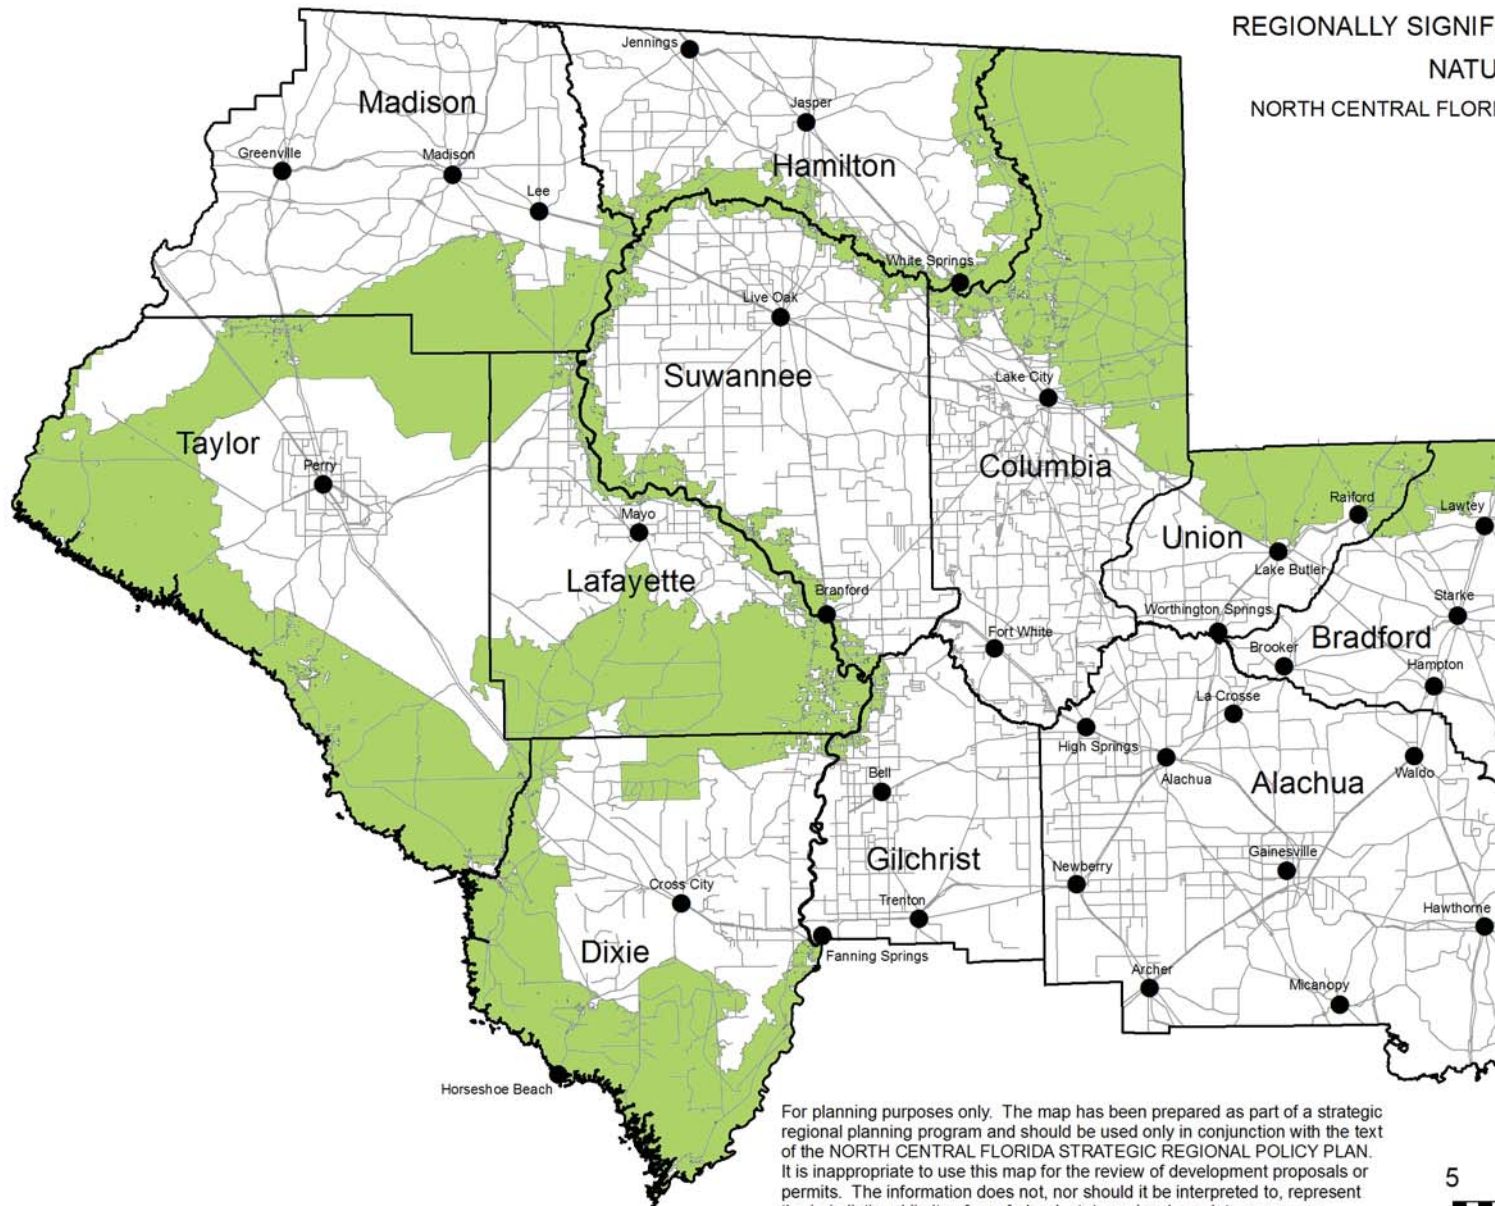 REGIONALLY SIGNIF
NATU
NORTH CENTRAL FLORI
Jennings
Madison
Jasper
Greenville
Madison
Hamilton
Lee
White Springs
Live Oak
Suwannee
Lake City
Taylor
Perry
Columbia
Raiford
Lawtey
Mayo
Union
Lake Butler
Lafayette
Branford
Starke
Worthington Springs
Fort White
Bradford
Brooker
Hampton
La Crosse
High Springs
Bell
Alachua
Alachua
Waldo
Gilchrist
Gainesville
Newberry
Cross City
Trenton
Hawthorne
Dixie
Fanning Springs
Archer
Micanopy
Horseshoe Beach
For planning purposes only. The map has been prepared as part of a strategic
regional planning program and should be used only in conjunction with the text
of the NORTH CENTRAL FLORIDA STRATEGIC REGIONAL POLICY PLAN.
It is inappropriate to use this map for the review of development proposals or
permits. The information does not, nor should it be interpreted to, represent
5